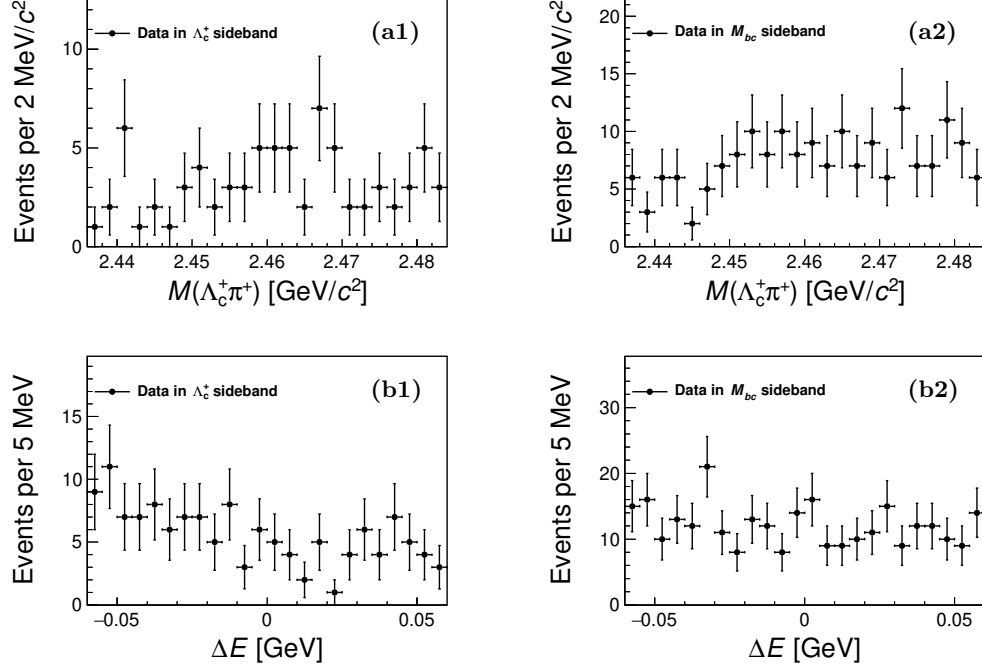 Events per 2 MeV/c²
10
5
0
Data in Λc⁺ sideband
(a1)
2.44 2.45 2.46 2.47 2.48
M(Λc⁺π⁺) [GeV/c²]
Events per 2 MeV/c²
20
15
10
5
0
Data in Mbc sideband
(a2)
2.44 2.45 2.46 2.47 2.48
M(Λc⁺π⁺) [GeV/c²]
Events per 5 MeV
15
10
5
0
Data in Λc⁺ sideband
(b1)
−0.05 0 0.05
ΔE [GeV]
Events per 5 MeV
30
20
10
0
Data in Mbc sideband
(b2)
−0.05 0 0.05
ΔE [GeV]